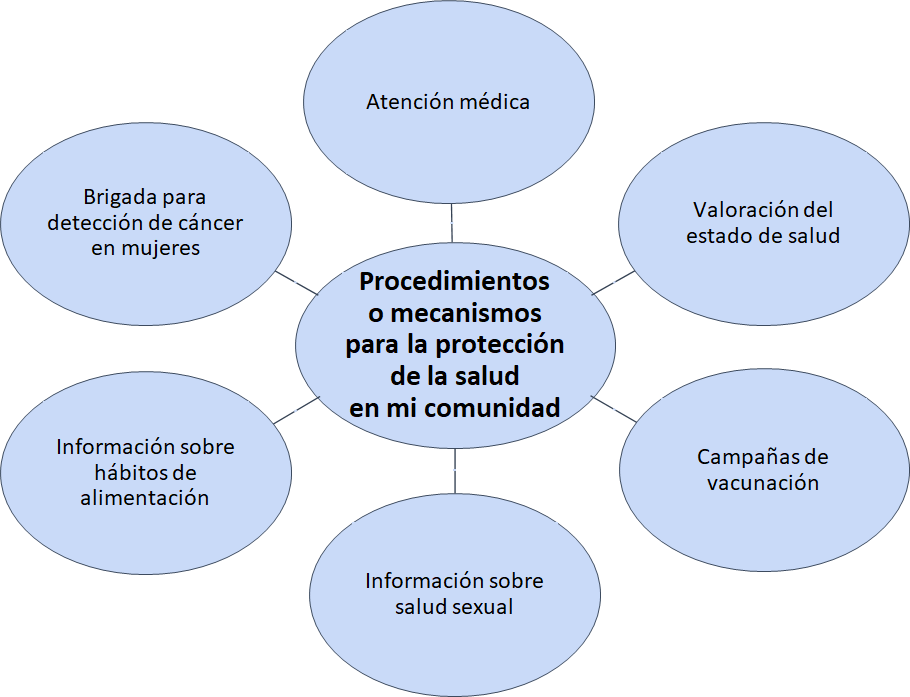 Atención médica
Brigada para
detección de cáncer
en mujeres
Valoración del
estado de salud
Procedimientos
o mecanismos
para la protección
de la salud
en mi comunidad
Información sobre
hábitos de
alimentación
Campañas de
vacunación
Información sobre
salud sexual